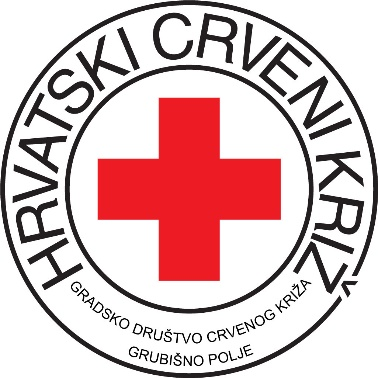 HRVATSKI CRVENI KRIŽ
GRADSKO DRUŠTVO CRVENOG KRIŽA
GRUBIŠNO POLJE